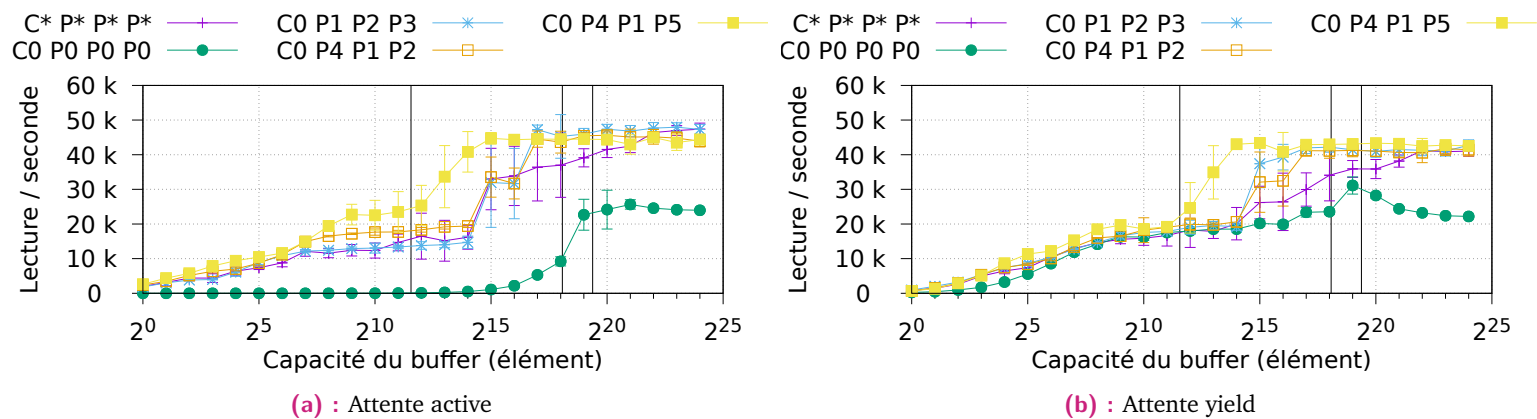 C* P* P* P*
C0 P1 P2 P3
C0 P4 P1 P5
C0 P0 P0 P0
C0 P4 P1 P2
60 k
50 k
40 k
30 k
20 k
10 k
0
Lecture / seconde
2^0 2^5 2^10 2^15 2^20 2^25
Capacité du buffer (élément)
(a) : Attente active
C* P* P* P*
C0 P1 P2 P3
C0 P4 P1 P5
C0 P0 P0 P0
C0 P4 P1 P2
60 k
50 k
40 k
30 k
20 k
10 k
0
Lecture / seconde
2^0 2^5 2^10 2^15 2^20 2^25
Capacité du buffer (élément)
(b) : Attente yield